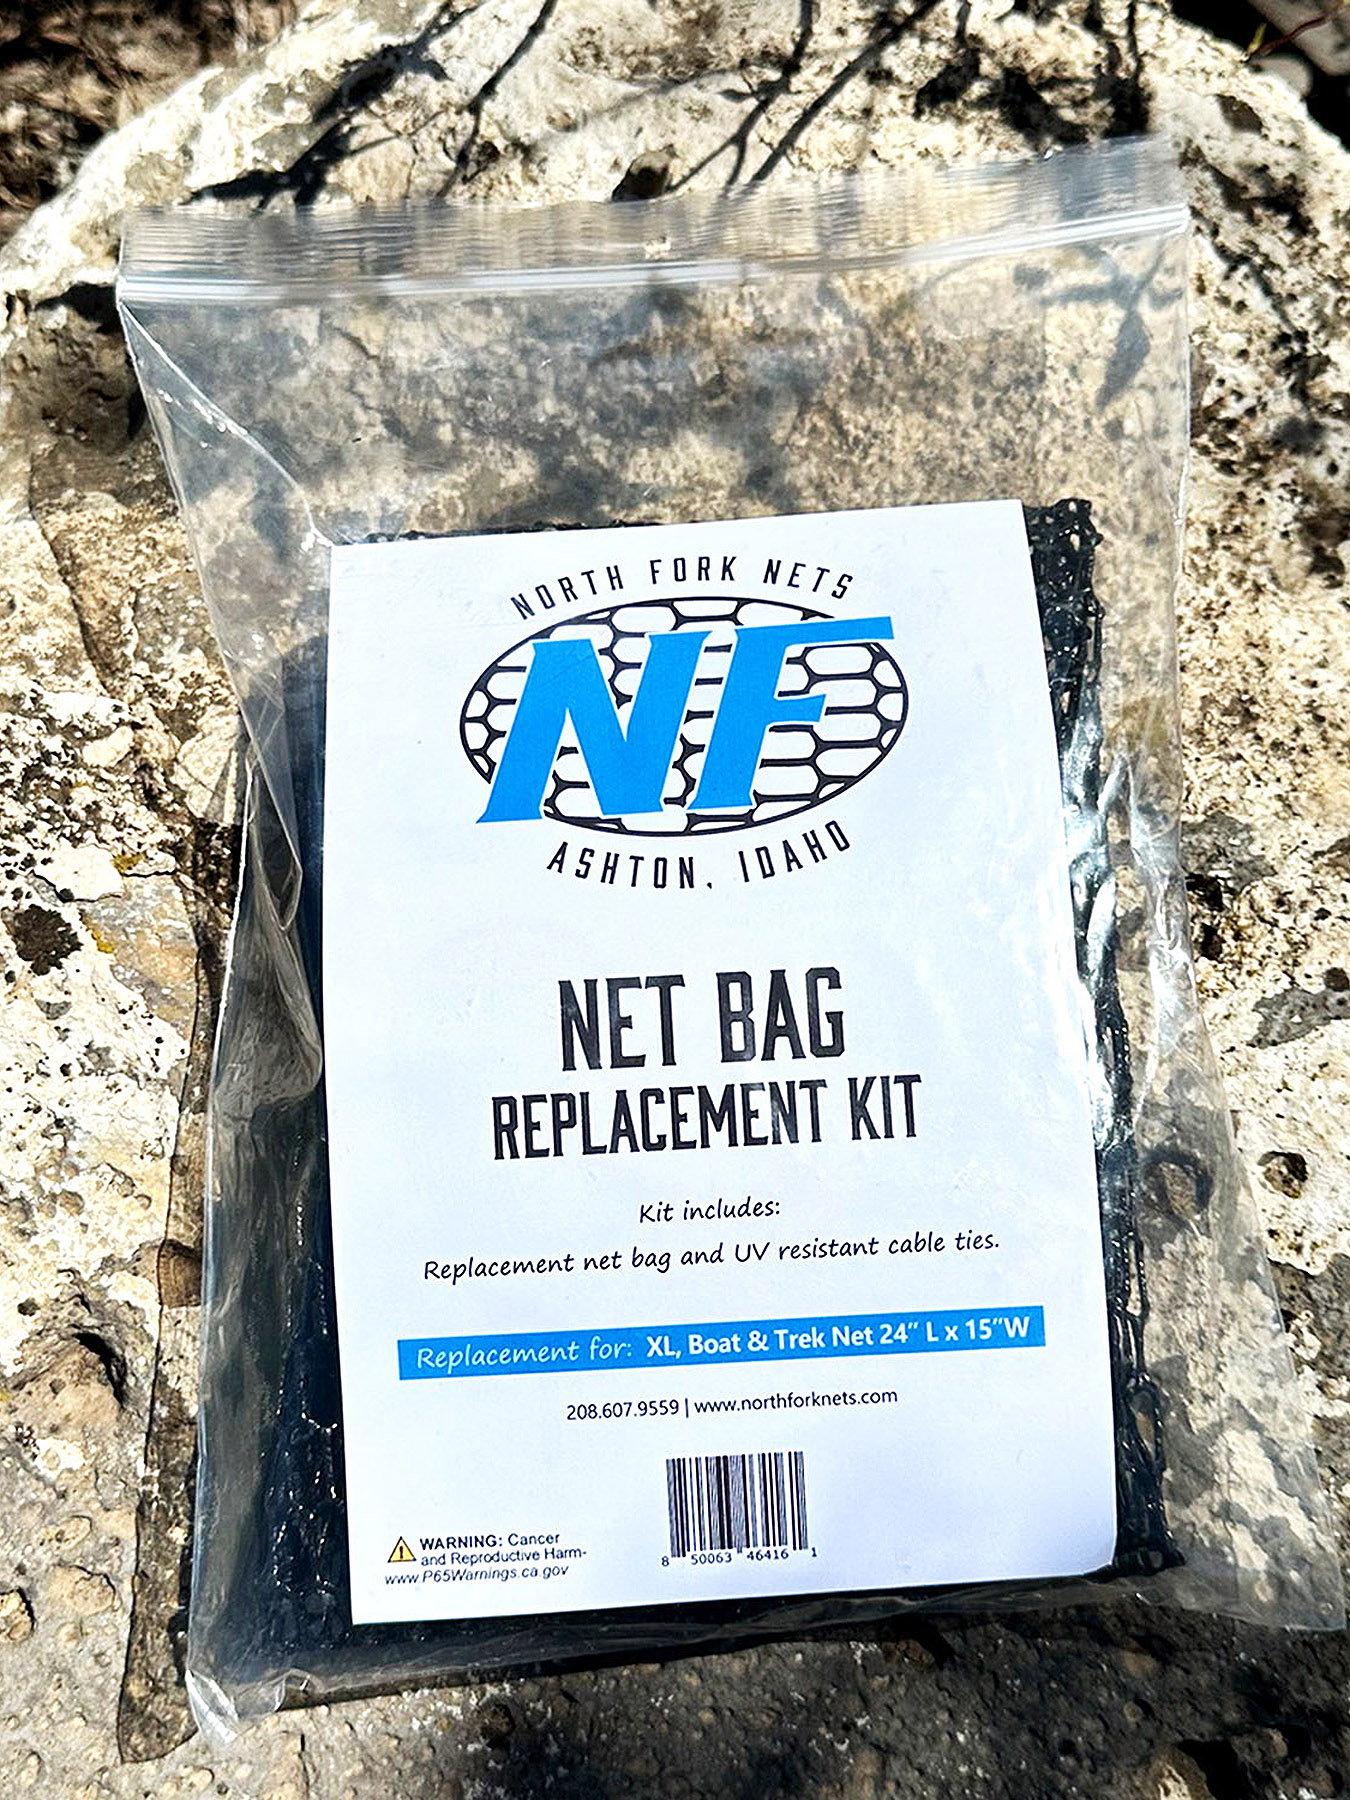 NORTH FORK NETS
NF
ASHTON, IDAHO
NET BAG
REPLACEMENT KIT
Kit includes:
Replacement net bag and UV resistant cable ties.
Replacement for: XL, Boat & Trek Net 24" L x 15"W
208.607.9559 | www.northforknets.com
WARNING: Cancer
and Reproductive Harm-
www.P65Warnings.ca.gov
8 50063 46416 1